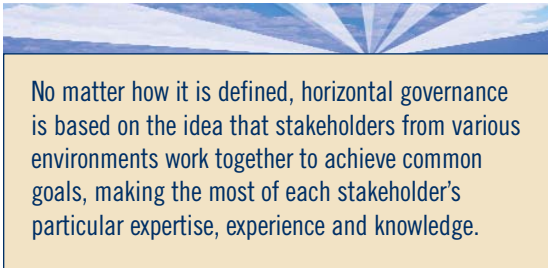 No matter how it is defined, horizontal governance
is based on the idea that stakeholders from various
environments work together to achieve common
goals, making the most of each stakeholder’s
particular expertise, experience and knowledge.